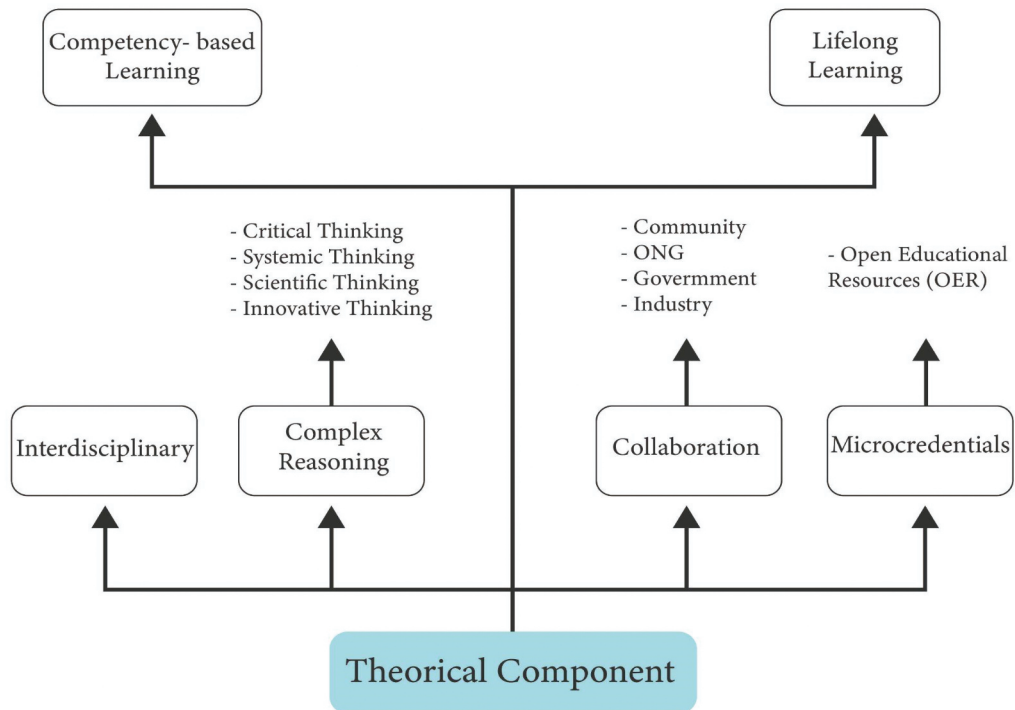 Competency- based
Learning
Lifelong
Learning
- Critical Thinking
- Systemic Thinking
- Scientific Thinking
- Innovative Thinking
- Community
- ONG
- Government
- Industry
- Open Educational
Resources (OER)
Interdisciplinary
Complex
Reasoning
Collaboration
Microcredentials
Theorical Component